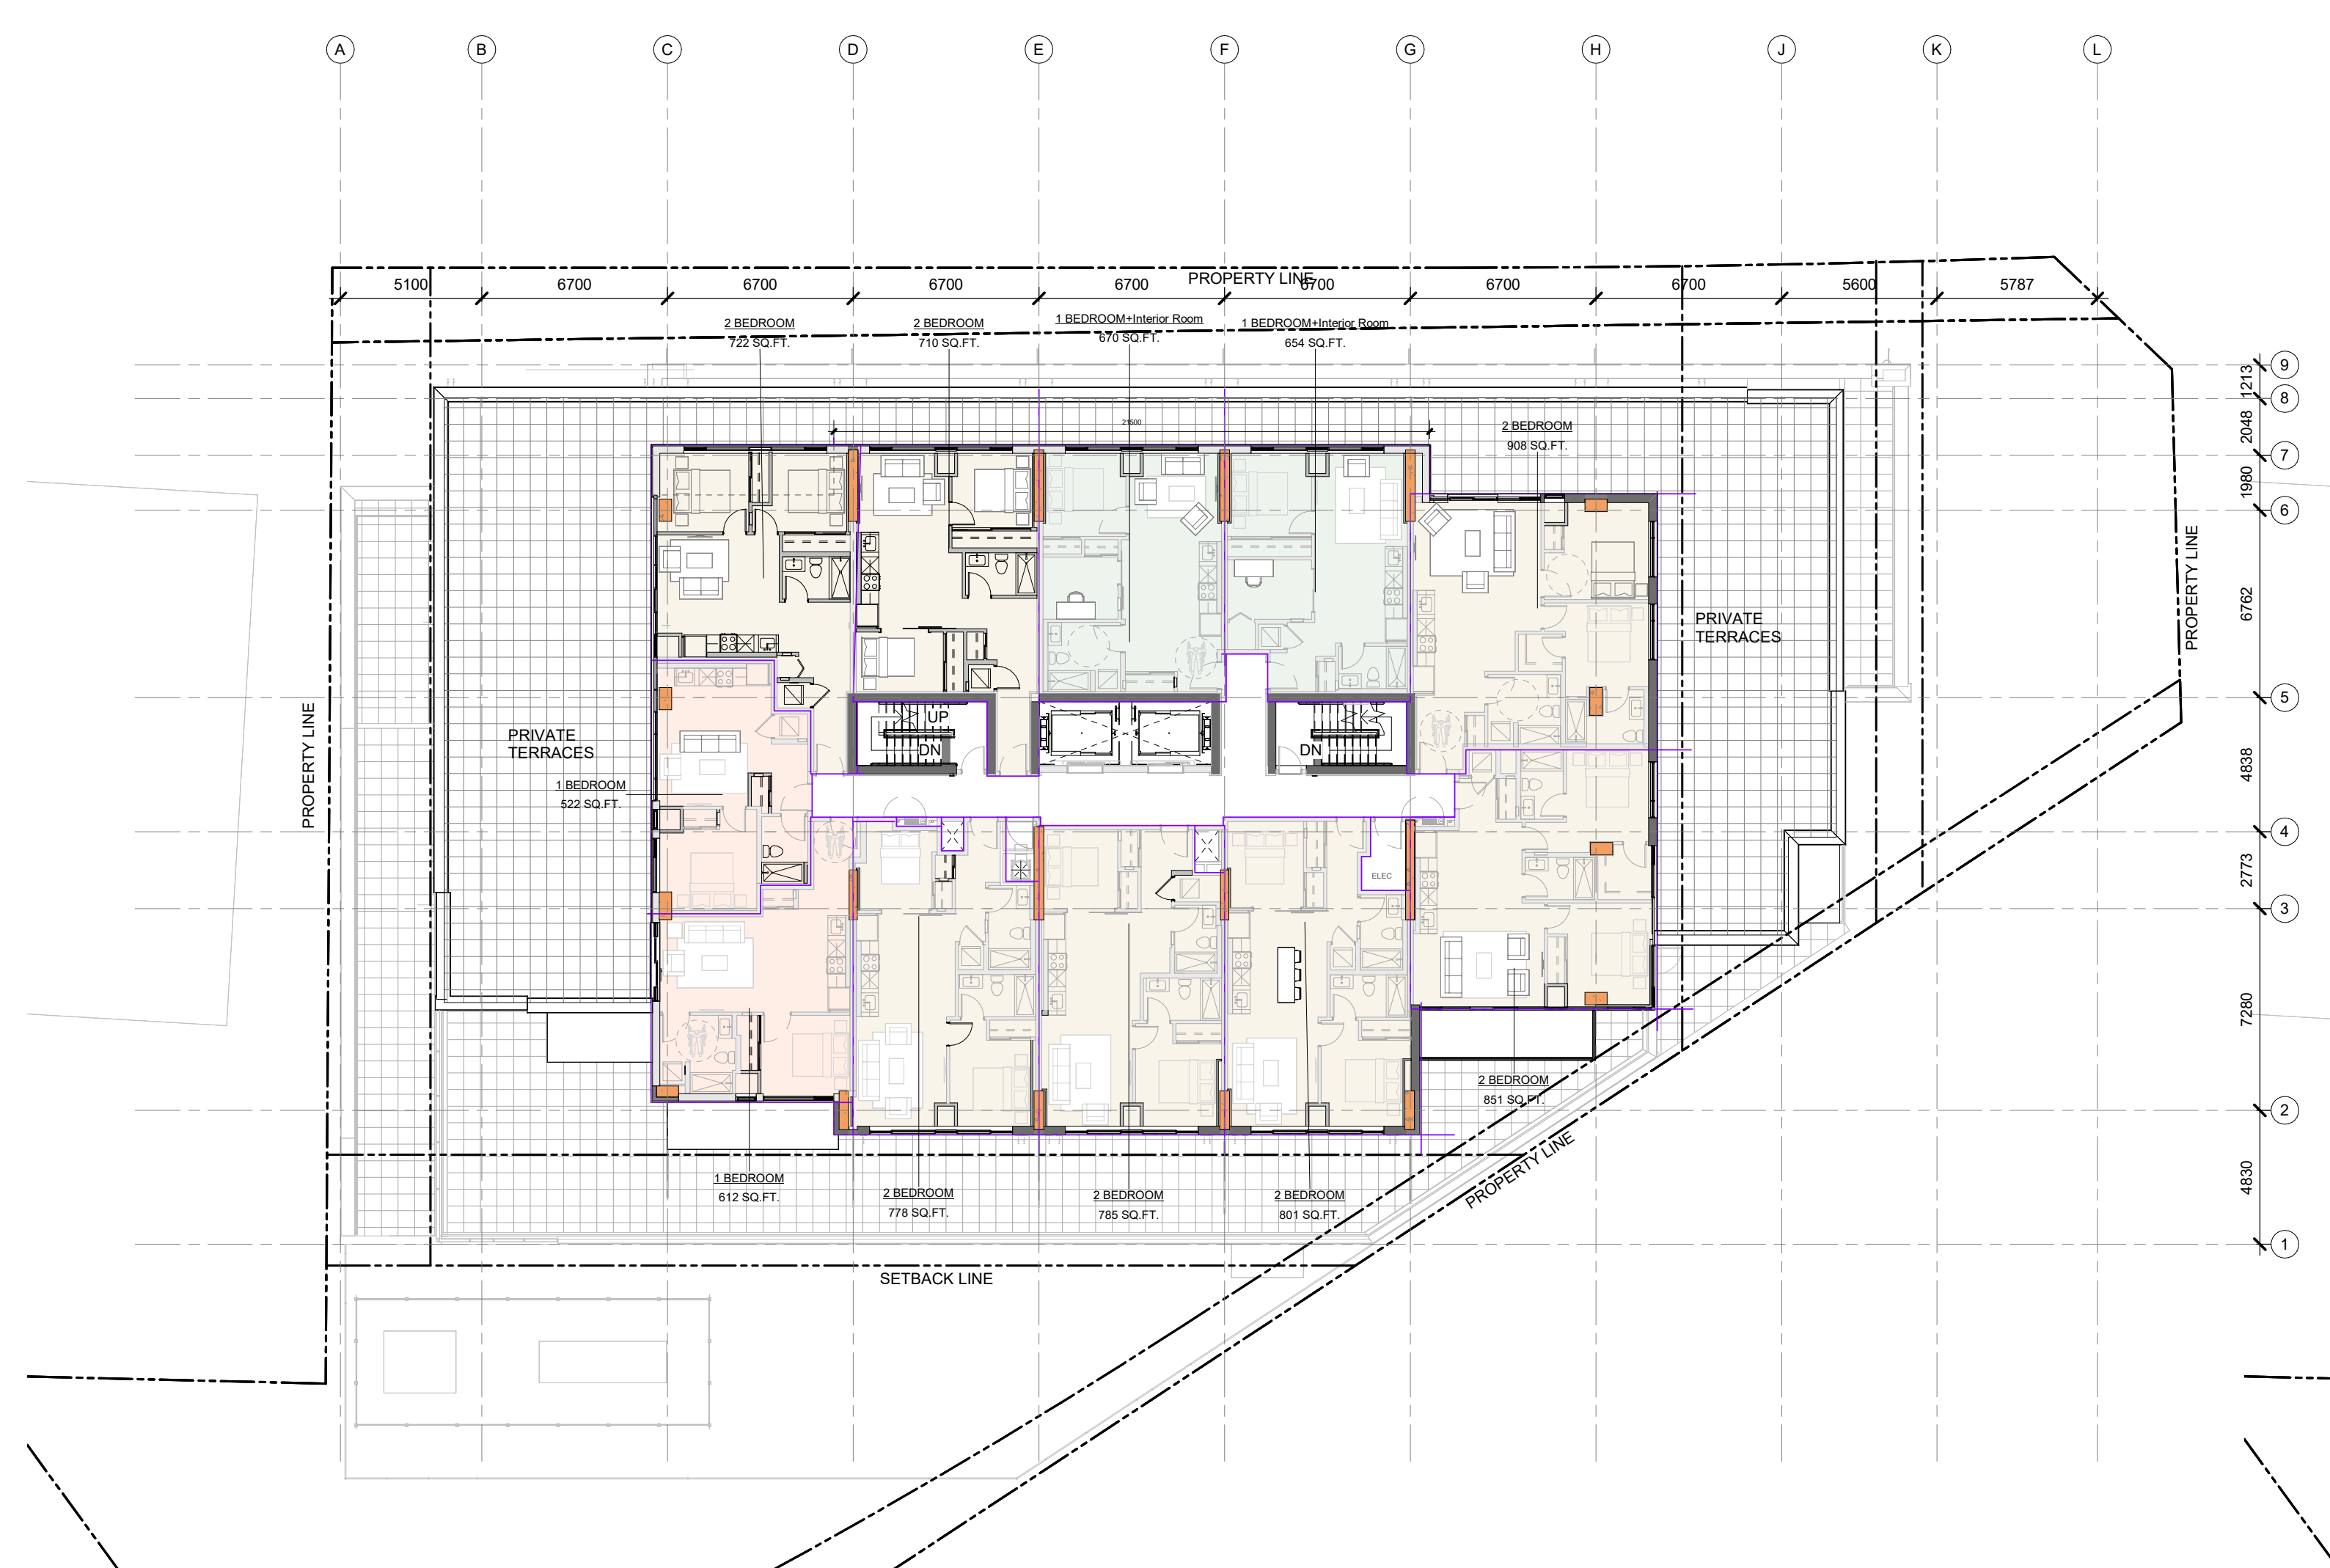 A B C D E F G H J K L
PROPERTY LINE
5100 6700 6700 6700 6700 6700 6700 6700 5600 5787
2 BEDROOM
722 SQ.FT.
2 BEDROOM
710 SQ.FT.
1 BEDROOM+Interior Room
670 SQ.FT.
1 BEDROOM+Interior Room
654 SQ.FT.
9
1213
8
2048
7
1980
6
6762
5
4838
4
2773
3
7280
2
4830
1
21500
2 BEDROOM
908 SQ.FT.
PROPERTY LINE
PRIVATE
TERRACES
PROPERTY LINE
PRIVATE
TERRACES
UP
DN
DN
1 BEDROOM
522 SQ.FT.
ELEC
2 BEDROOM
851 SQ.FT.
PROPERTY LINE
1 BEDROOM
612 SQ.FT.
2 BEDROOM
778 SQ.FT.
2 BEDROOM
785 SQ.FT.
2 BEDROOM
801 SQ.FT.
SETBACK LINE